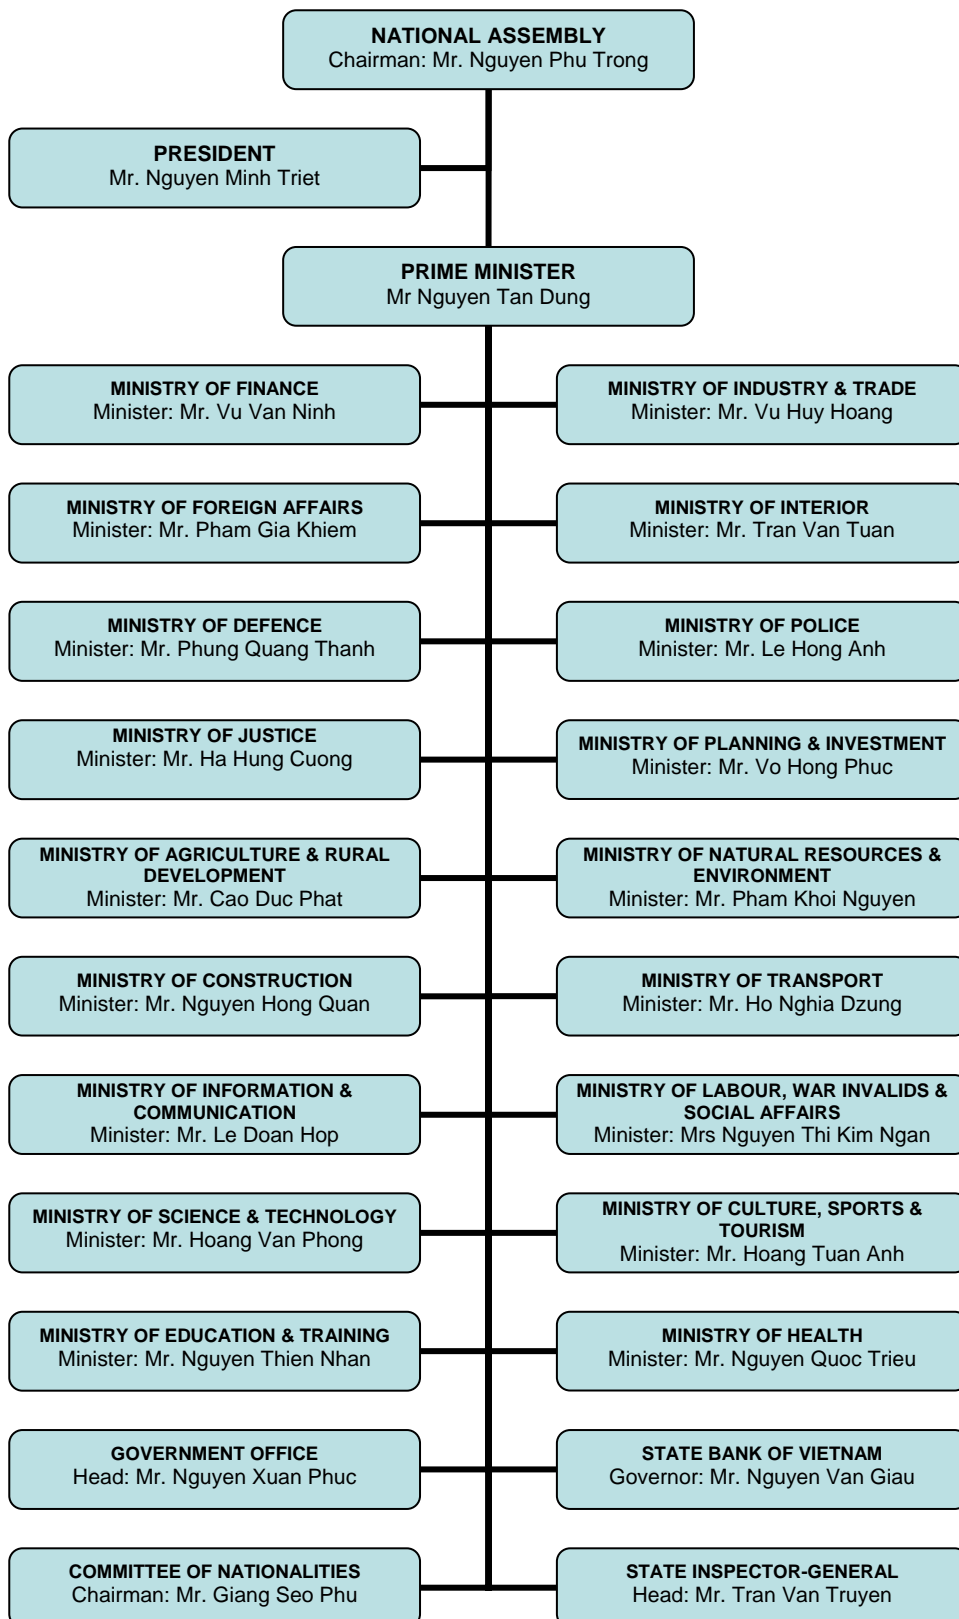 NATIONAL ASSEMBLY
Chairman: Mr. Nguyen Phu Trong
PRESIDENT
Mr. Nguyen Minh Triet
PRIME MINISTER
Mr Nguyen Tan Dung
MINISTRY OF FINANCE
Minister: Mr. Vu Van Ninh
MINISTRY OF INDUSTRY & TRADE
Minister: Mr. Vu Huy Hoang
MINISTRY OF FOREIGN AFFAIRS
Minister: Mr. Pham Gia Khiem
MINISTRY OF INTERIOR
Minister: Mr. Tran Van Tuan
MINISTRY OF DEFENCE
Minister: Mr. Phung Quang Thanh
MINISTRY OF POLICE
Minister: Mr. Le Hong Anh
MINISTRY OF JUSTICE
Minister: Mr. Ha Hung Cuong
MINISTRY OF PLANNING & INVESTMENT
Minister: Mr. Vo Hong Phuc
MINISTRY OF AGRICULTURE & RURAL
DEVELOPMENT
Minister: Mr. Cao Duc Phat
MINISTRY OF NATURAL RESOURCES &
ENVIRONMENT
Minister: Mr. Pham Khoi Nguyen
MINISTRY OF CONSTRUCTION
Minister: Mr. Nguyen Hong Quan
MINISTRY OF TRANSPORT
Minister: Mr. Ho Nghia Dzung
MINISTRY OF INFORMATION &
COMMUNICATION
Minister: Mr. Le Doan Hop
MINISTRY OF LABOUR, WAR INVALIDS &
SOCIAL AFFAIRS
Minister: Mrs Nguyen Thi Kim Ngan
MINISTRY OF SCIENCE & TECHNOLOGY
Minister: Mr. Hoang Van Phong
MINISTRY OF CULTURE, SPORTS &
TOURISM
Minister: Mr. Hoang Tuan Anh
MINISTRY OF EDUCATION & TRAINING
Minister: Mr. Nguyen Thien Nhan
MINISTRY OF HEALTH
Minister: Mr. Nguyen Quoc Trieu
GOVERNMENT OFFICE
Head: Mr. Nguyen Xuan Phuc
STATE BANK OF VIETNAM
Governor: Mr. Nguyen Van Giau
COMMITTEE OF NATIONALITIES
Chairman: Mr. Giang Seo Phu
STATE INSPECTOR-GENERAL
Head: Mr. Tran Van Truyen